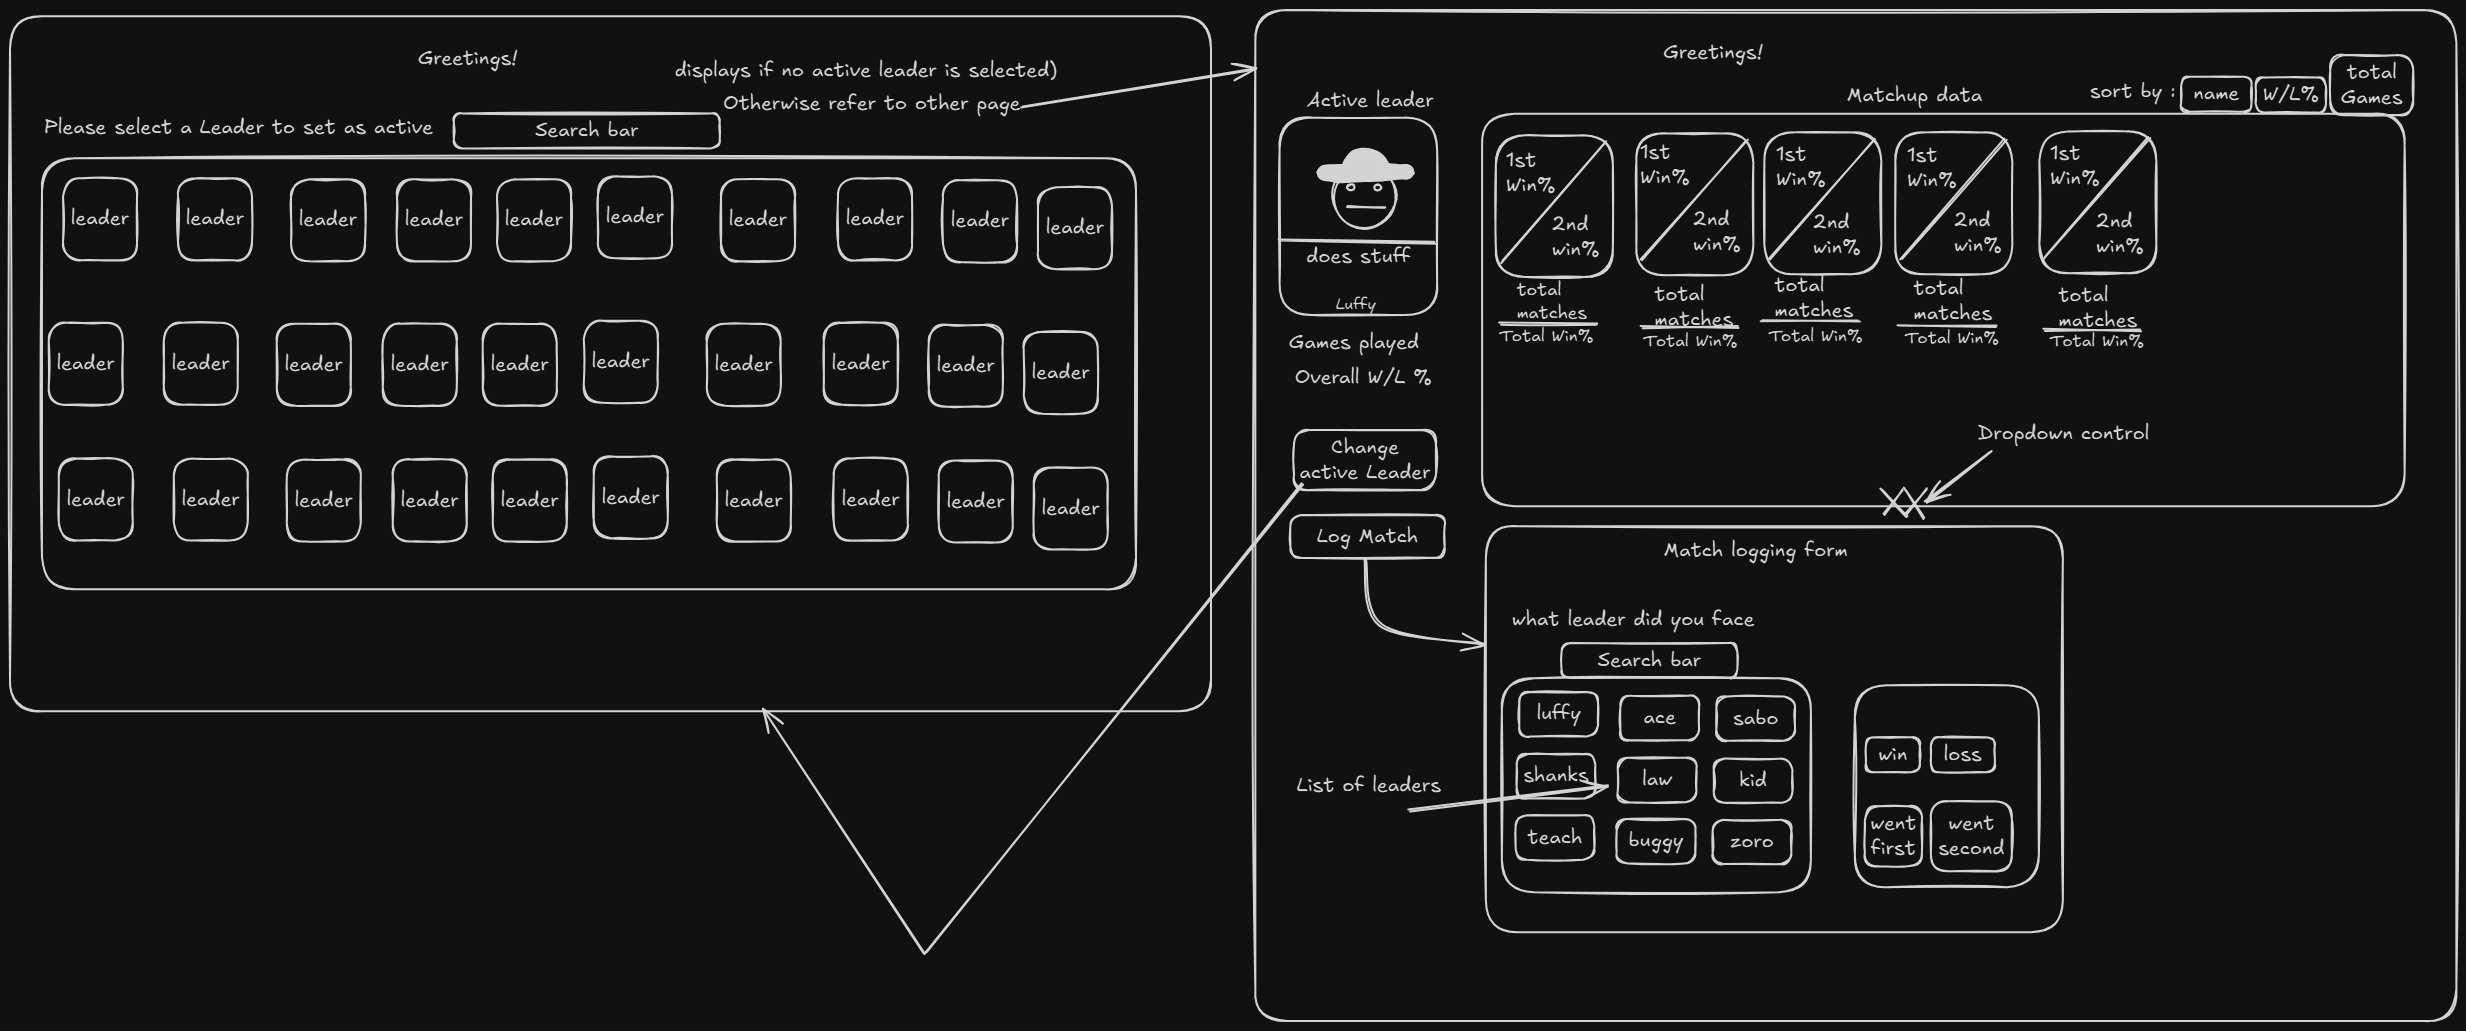 Greetings!
displays if no active leader is selected)
Otherwise refer to other page
Please select a Leader to set as active
Search bar
leader leader leader leader leader leader leader leader leader leader
leader leader leader leader leader leader leader leader leader leader
leader leader leader leader leader leader leader leader leader leader
Greetings!
Active leader
does stuff
Luffy
Games played
Overall W/L %
Change
active Leader
Log Match
Matchup data
sort by :
name
W/L%
total
Games
1st
Win%
2nd
win%
total
matches
Total Win%
1st
Win%
2nd
win%
total
matches
Total Win%
1st
Win%
2nd
win%
total
matches
Total Win%
1st
Win%
2nd
win%
total
matches
Total Win%
1st
Win%
2nd
win%
total
matches
Total Win%
Dropdown control
Match logging form
what leader did you face
Search bar
luffy ace sabo
shanks law kid
teach buggy zoro
List of leaders
win loss
went
first
went
second